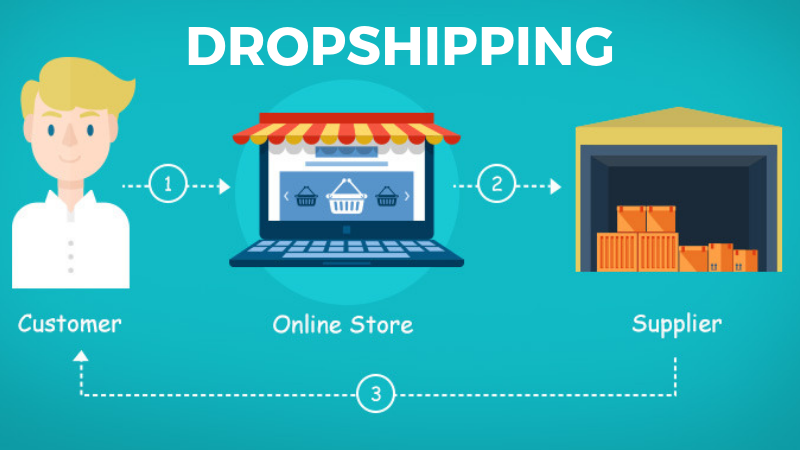 DROPSHIPPING
1
2
Customer
Online Store
Supplier
3